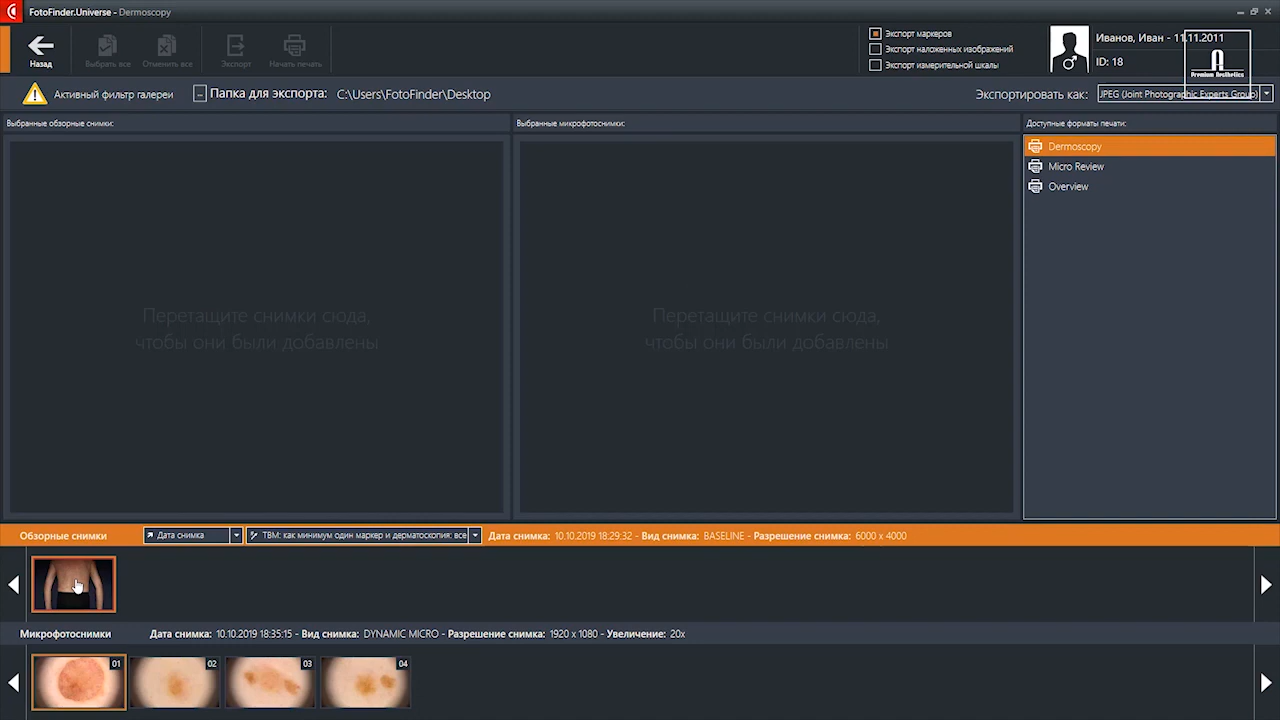 FotoFinder.Universe - Dermoscopy
Назад
Выбрать все
Отменить все
Экспорт
Начать печать
Экспорт маркеров
Экспорт наложенных изображений
Экспорт измерительной шкалы
Иванов, Иван - 11.11.2011
ID: 18
Premium Aesthetics
Активный фильтр галереи
... Папка для экспорта: C:\Users\FotoFinder\Desktop
Экспортировать как: JPEG (Joint Photographic Experts Group)
Выбранные обзорные снимки:
Выбранные микрофотоснимки:
Доступные форматы печати:
Dermoscopy
Micro Review
Overview
Перетащите снимки сюда,
чтобы они были добавлены
Перетащите снимки сюда,
чтобы они были добавлены
Обзорные снимки
Дата снимка
TBM: как минимум один маркер и дерматоскопия: все
Дата снимка: 10.10.2019 18:29:32 - Вид снимка: BASELINE - Разрешение снимка: 6000 x 4000
Микрофотоснимки
Дата снимка: 10.10.2019 18:35:15 - Вид снимка: DYNAMIC MICRO - Разрешение снимка: 1920 x 1080 - Увеличение: 20x
01
02
03
04